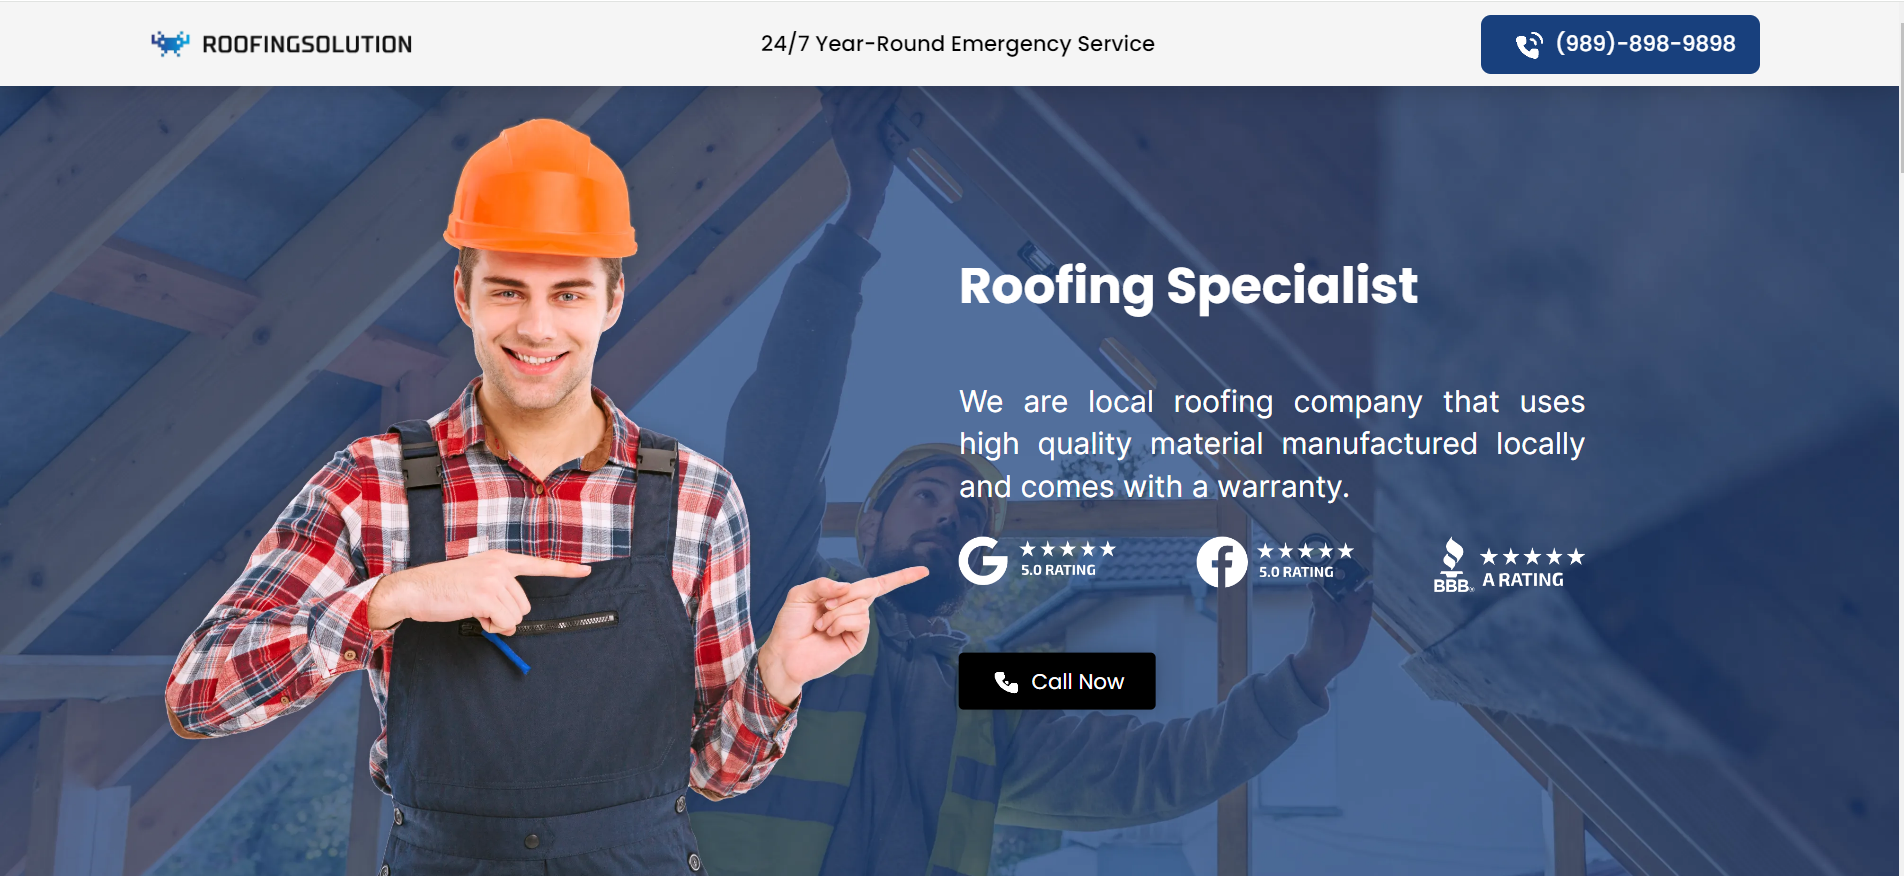 ROOFINGSOLUTION
24/7 Year-Round Emergency Service
(989)-898-9898
Roofing Specialist
We are local roofing company that uses
high quality material manufactured locally
and comes with a warranty.
5.0 RATING
5.0 RATING
BBB®
A RATING
Call Now